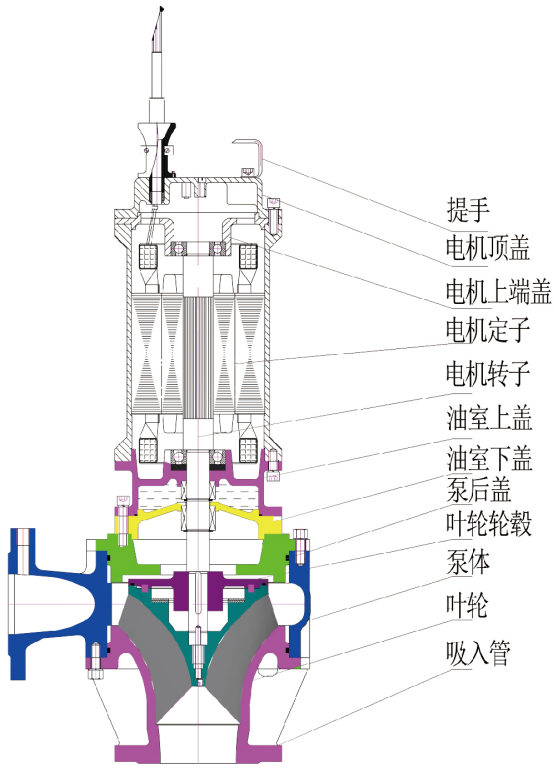 提手
电机顶盖
电机上端盖
电机定子
电机转子
油室上盖
油室下盖
泵后盖
叶轮轮毂
泵体
叶轮
吸入管